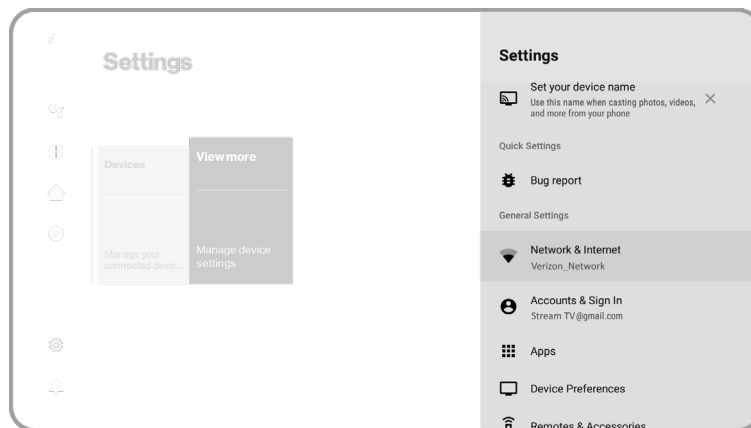 Settings
Devices
Manage your
connected devic...
View more
Manage device
settings
Settings
Set your device name
Use this name when casting photos, videos,
and more from your phone
Quick Settings
Bug report
General Settings
Network & Internet
Verizon_Network
Accounts & Sign In
Stream TV@gmail.com
Apps
Device Preferences
Remotes & Accessories